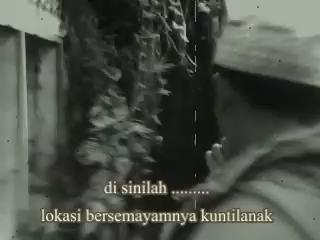 di sinilah .........
lokasi bersemayamnya kuntilanak